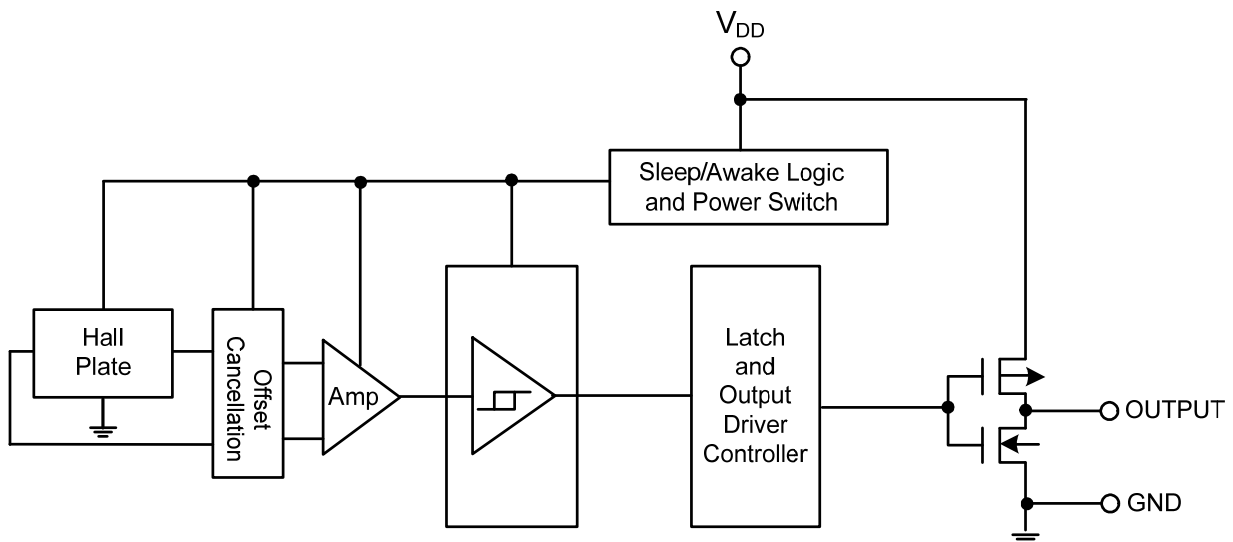 VDD
Sleep/Awake Logic
and Power Switch
Hall
Plate
Offset
Cancellation
Amp
Latch
and
Output
Driver
Controller
OUTPUT
GND